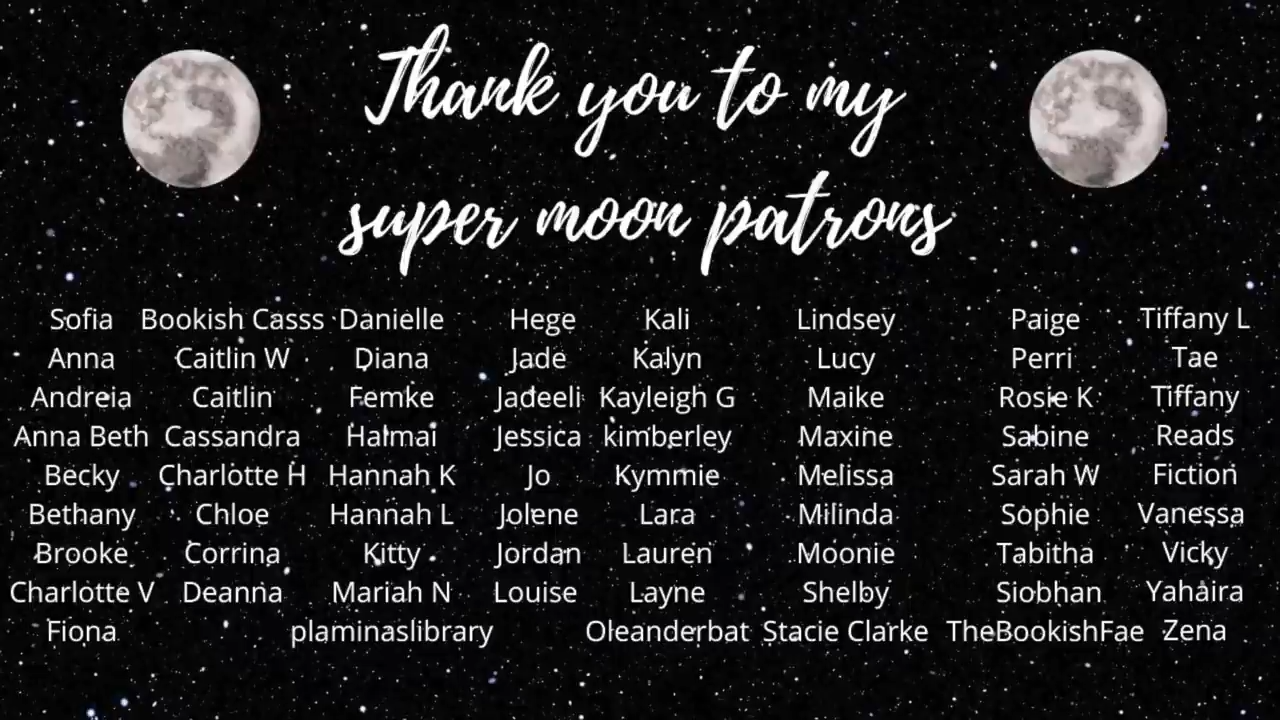 Thank you to my
super moon patrons
Sofia Bookish Casss Danielle Hege Kali Lindsey Paige Tiffany L
Anna Caitlin W Diana Jade Kalyn Lucy Perri Tae
Andreia Caitlin Femke Jadeeli Kayleigh G Maike Rosie K Tiffany
Anna Beth Cassandra Halmai Jessica kimberley Maxine Sabine Reads
Becky Charlotte H Hannah K Jo Kymmie Melissa Sarah W Fiction
Bethany Chloe Hannah L Jolene Lara Milinda Sophie Vanessa
Brooke Corrina Kitty Jordan Lauren Moonie Tabitha Vicky
Charlotte V Deanna Mariah N Louise Layne Shelby Siobhan Yahaira
Fiona plaminaslibrary Oleanderbat Stacie Clarke TheBookishFae Zena